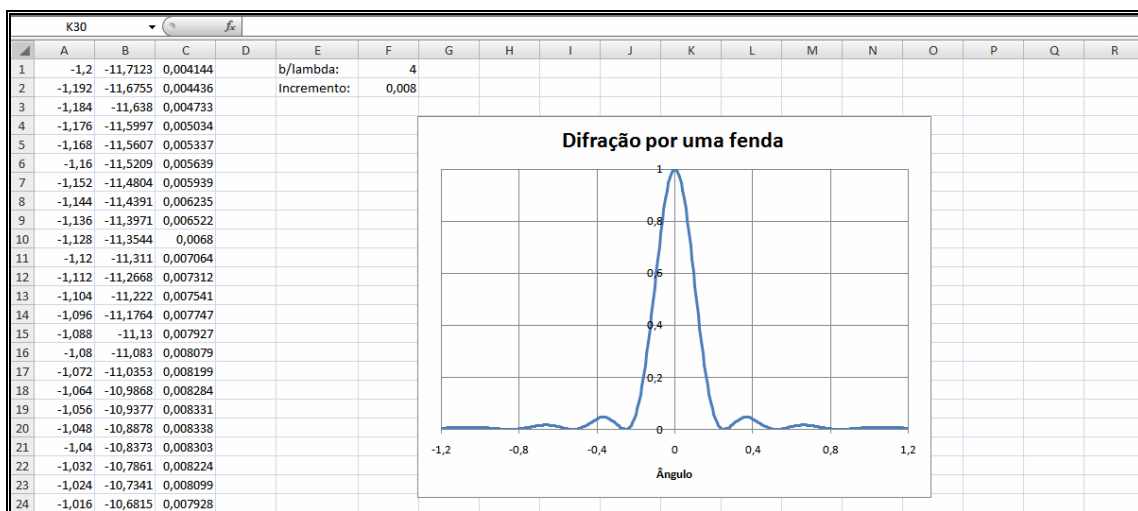 K30 fx
A B C D E F G H I J K L M N O P Q R
1 -1,2 -11,7123 0,004144 b/lambda: 4
2 -1,192 -11,6755 0,004436 Incremento: 0,008
3 -1,184 -11,638 0,004733
4 -1,176 -11,5997 0,005034
5 -1,168 -11,5607 0,005337
6 -1,16 -11,5209 0,005639
7 -1,152 -11,4804 0,005939
8 -1,144 -11,4391 0,006235
9 -1,136 -11,3971 0,006522
10 -1,128 -11,3544 0,0068
11 -1,12 -11,311 0,007064
12 -1,112 -11,2668 0,007312
13 -1,104 -11,222 0,007541
14 -1,096 -11,1764 0,007747
15 -1,088 -11,13 0,007927
16 -1,08 -11,083 0,008079
17 -1,072 -11,0353 0,008199
18 -1,064 -10,9868 0,008284
19 -1,056 -10,9377 0,008331
20 -1,048 -10,8878 0,008338
21 -1,04 -10,8373 0,008303
22 -1,032 -10,7861 0,008224
23 -1,024 -10,7341 0,008099
24 -1,016 -10,6815 0,007928
Difração por uma fenda
1
0,8
0,6
0,4
0,2
0
-1,2 -0,8 -0,4 0 0,4 0,8 1,2
Ângulo